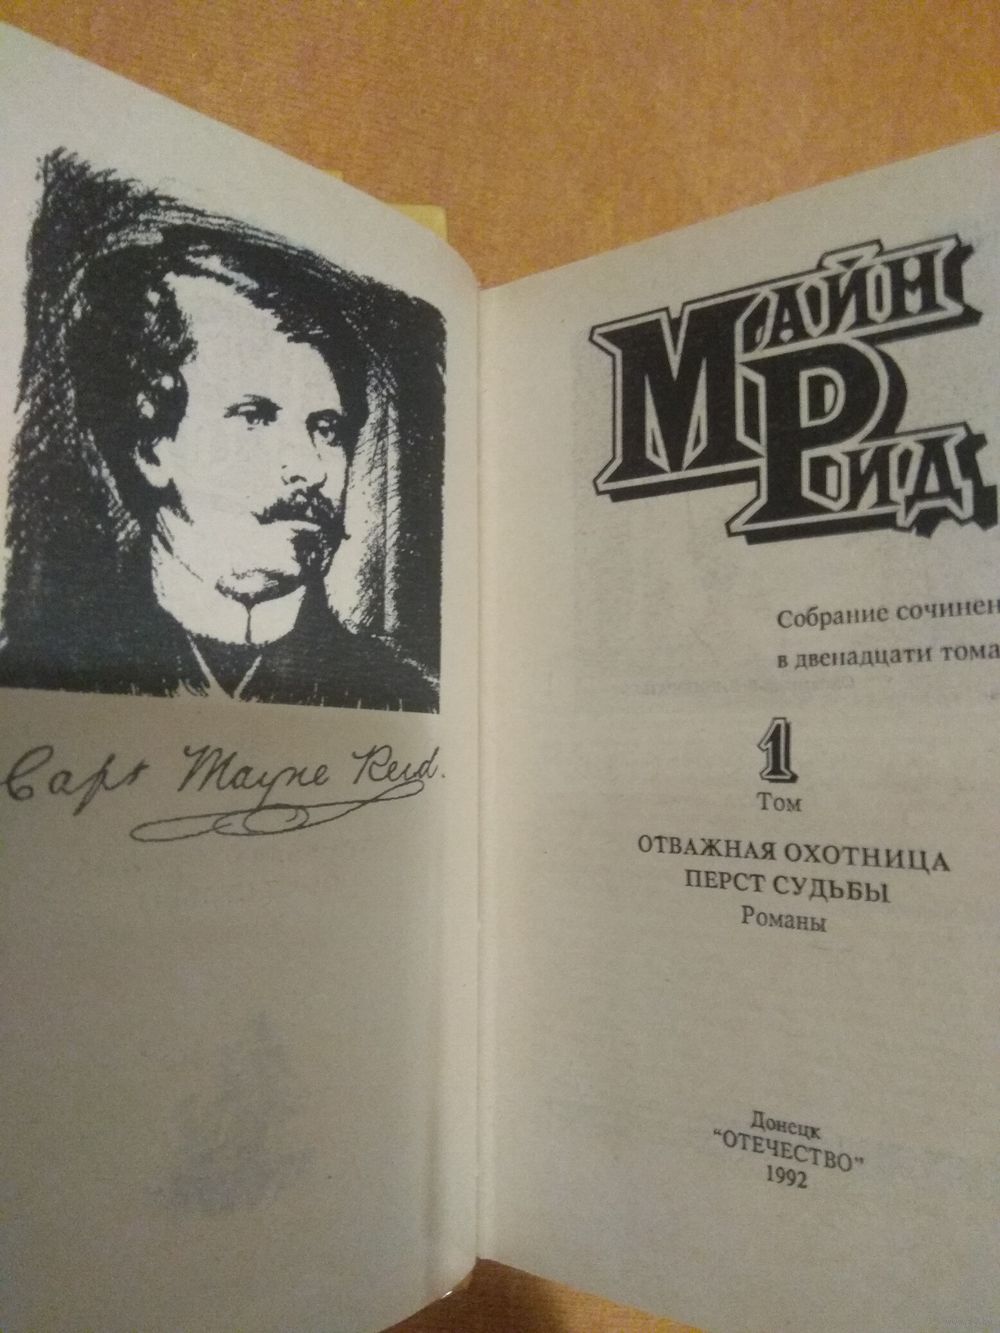 Capt Mayne Reid.
МАЙН
РИД
Собрание сочинен
в двенадцати тома
1
Том
ОТВАЖНАЯ ОХОТНИЦА
ПЕРСТ СУДЬБЫ
Романы
Донецк
"ОТЕЧЕСТВО"
1992